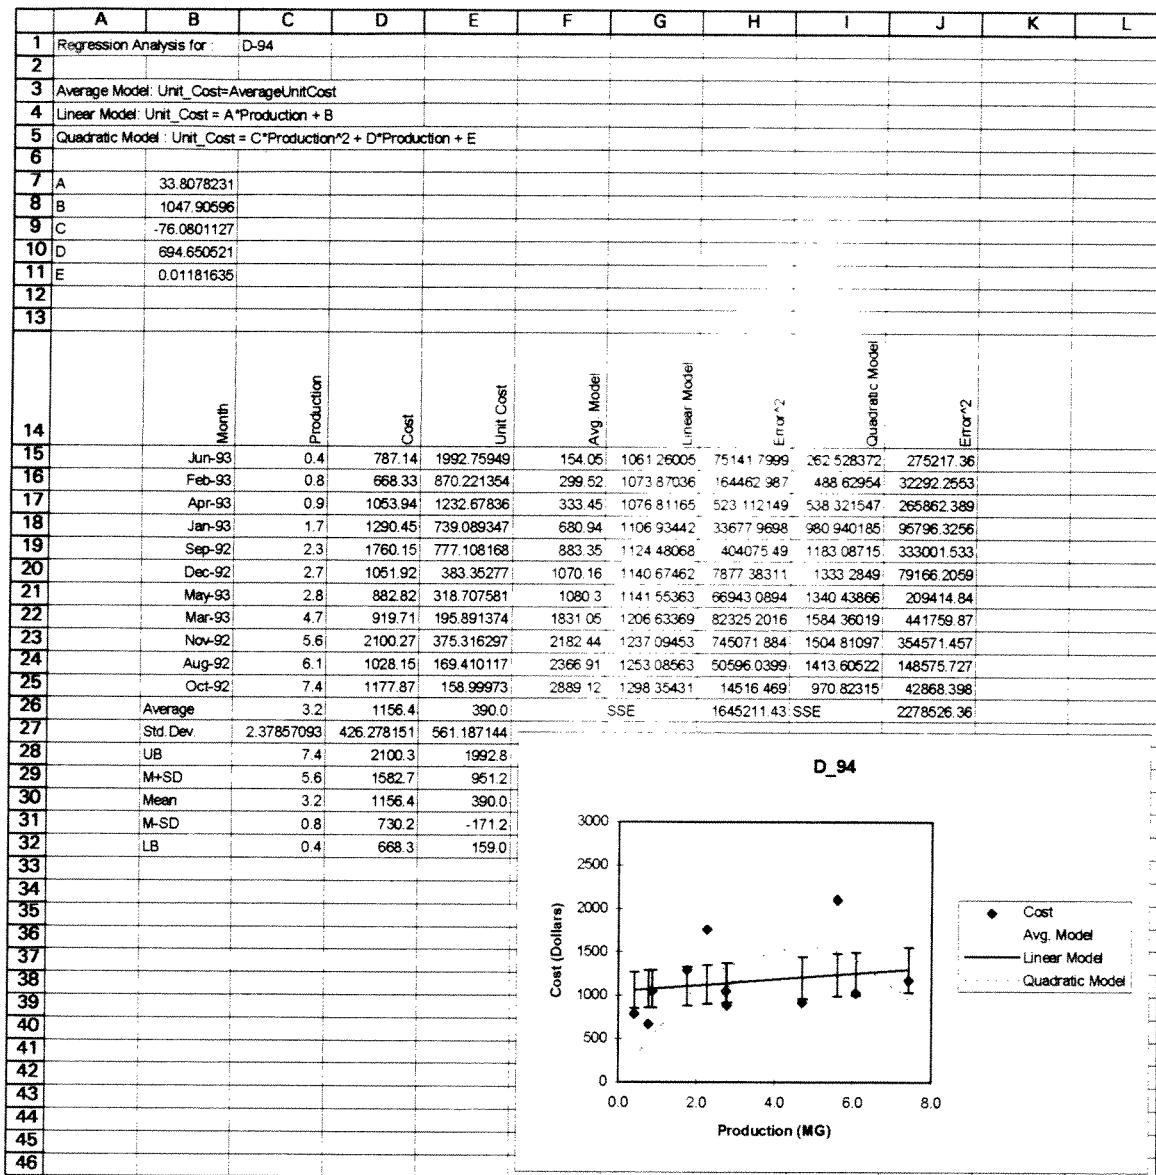 A B C D E F G H I J K L
1 Regression Analysis for : D-94
2
3 Average Model: Unit_Cost=AverageUnitCost
4 Linear Model: Unit_Cost = A*Production + B
5 Quadratic Model : Unit_Cost = C*Production^2 + D*Production + E
6
7 A 33.8078231
8 B 1047.90596
9 C -76.0801127
10 D 694.650521
11 E 0.01181635
12
13
14 Month Production Cost Unit Cost Avg. Model Linear Model Error^2 Quadratic Model Error^2
15 Jun-93 0.4 787.14 1992.75949 154.05 1061.26005 75141.7999 262.528372 275217.36
16 Feb-93 0.8 668.33 870.221354 299.52 1073.87036 164462.987 488.62954 32292.2553
17 Apr-93 0.9 1053.94 1232.67836 333.45 1076.81165 523.112149 538.321547 265862.389
18 Jan-93 1.7 1290.45 739.089347 680.94 1106.93442 33677.9698 980.940185 95796.3256
19 Sep-92 2.3 1760.15 777.108168 883.35 1124.48068 404075.49 1183.08715 333001.533
20 Dec-92 2.7 1051.92 383.35277 1070.16 1140.67462 7877.38311 1333.2849 79166.2059
21 May-93 2.8 882.82 318.707581 1080.3 1141.55363 66943.0894 1340.43866 209414.84
22 Mar-93 4.7 919.71 195.891374 1831.05 1206.63369 82325.2016 1584.36019 441759.87
23 Nov-92 5.6 2100.27 375.316297 2182.44 1237.09453 745071.884 1504.81097 354571.457
24 Aug-92 6.1 1028.15 169.410117 2366.91 1253.08563 50596.0399 1413.60522 148575.727
25 Oct-92 7.4 1177.87 158.99973 2889.12 1298.35431 14516.469 970.82315 42868.398
26 Average 3.2 1156.4 390.0 SSE 1645211.43 SSE 2278526.36
27 Std.Dev. 2.37857093 426.278151 561.187144
28 UB 7.4 2100.3 1992.8
29 M+SD 5.6 1582.7 951.2
30 Mean 3.2 1156.4 390.0
31 M-SD 0.8 730.2 -171.2
32 LB 0.4 668.3 159.0
33
34
35
36
37
38
39
40
41
42
43
44
45
46
D_94
3000
2500
2000
1500
1000
500
0
Cost (Dollars)
0.0 2.0 4.0 6.0 8.0
Production (MG)
Cost
Avg. Model
Linear Model
Quadratic Model